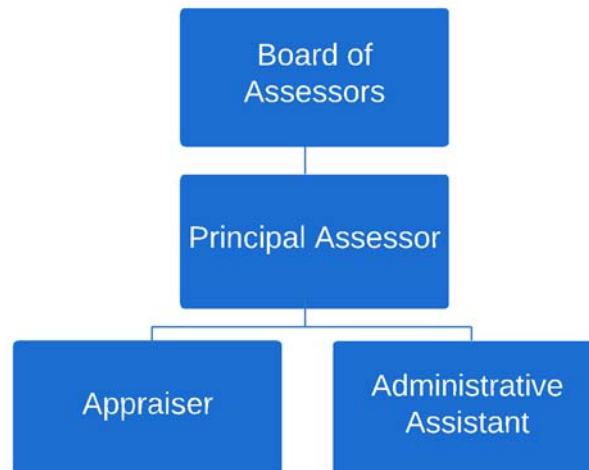 Board of
Assessors
Principal Assessor
Appraiser
Administrative
Assistant